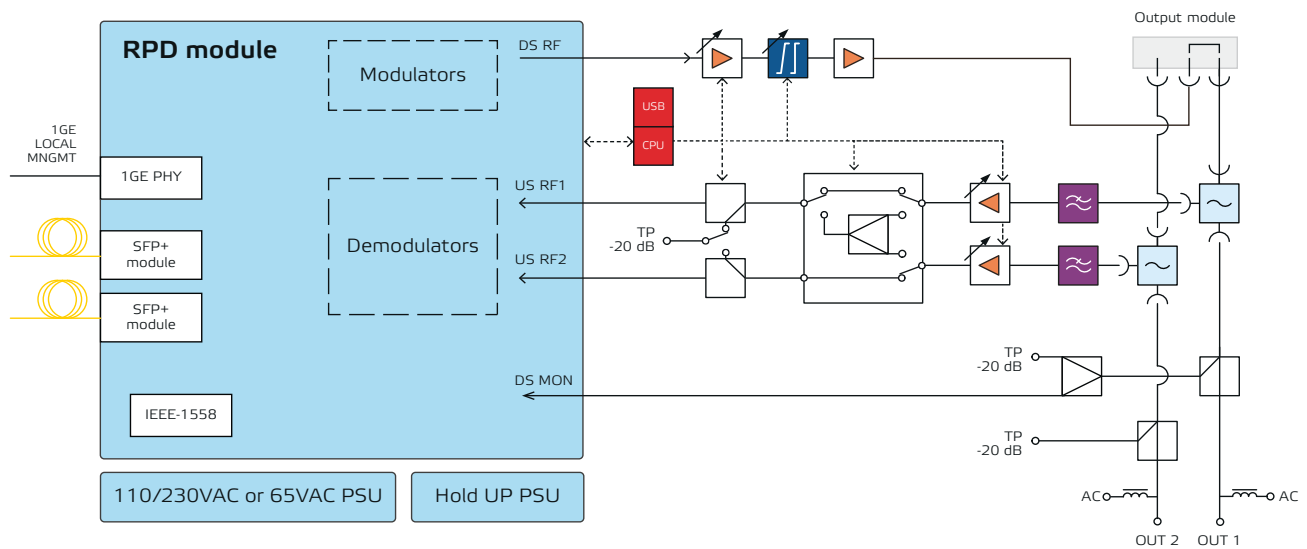 Output module
RPD module
DS RF
Modulators
USB
CPU
1GE
LOCAL
MNGMT
1GE PHY
US RF1
TP
-20 dB
Demodulators
SFP+
module
US RF2
SFP+
module
TP
-20 dB
DS MON
IEEE-1558
TP
-20 dB
110/230VAC or 65VAC PSU
Hold UP PSU
AC
AC
OUT 2
OUT 1